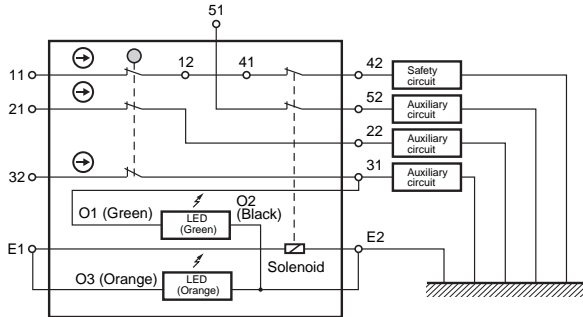 51
11
12
41
42
Safety
circuit
21
52
Auxiliary
circuit
22
Auxiliary
circuit
32
31
Auxiliary
circuit
O1 (Green)
LED
(Green)
O2
(Black)
E1
E2
Solenoid
O3 (Orange)
LED
(Orange)